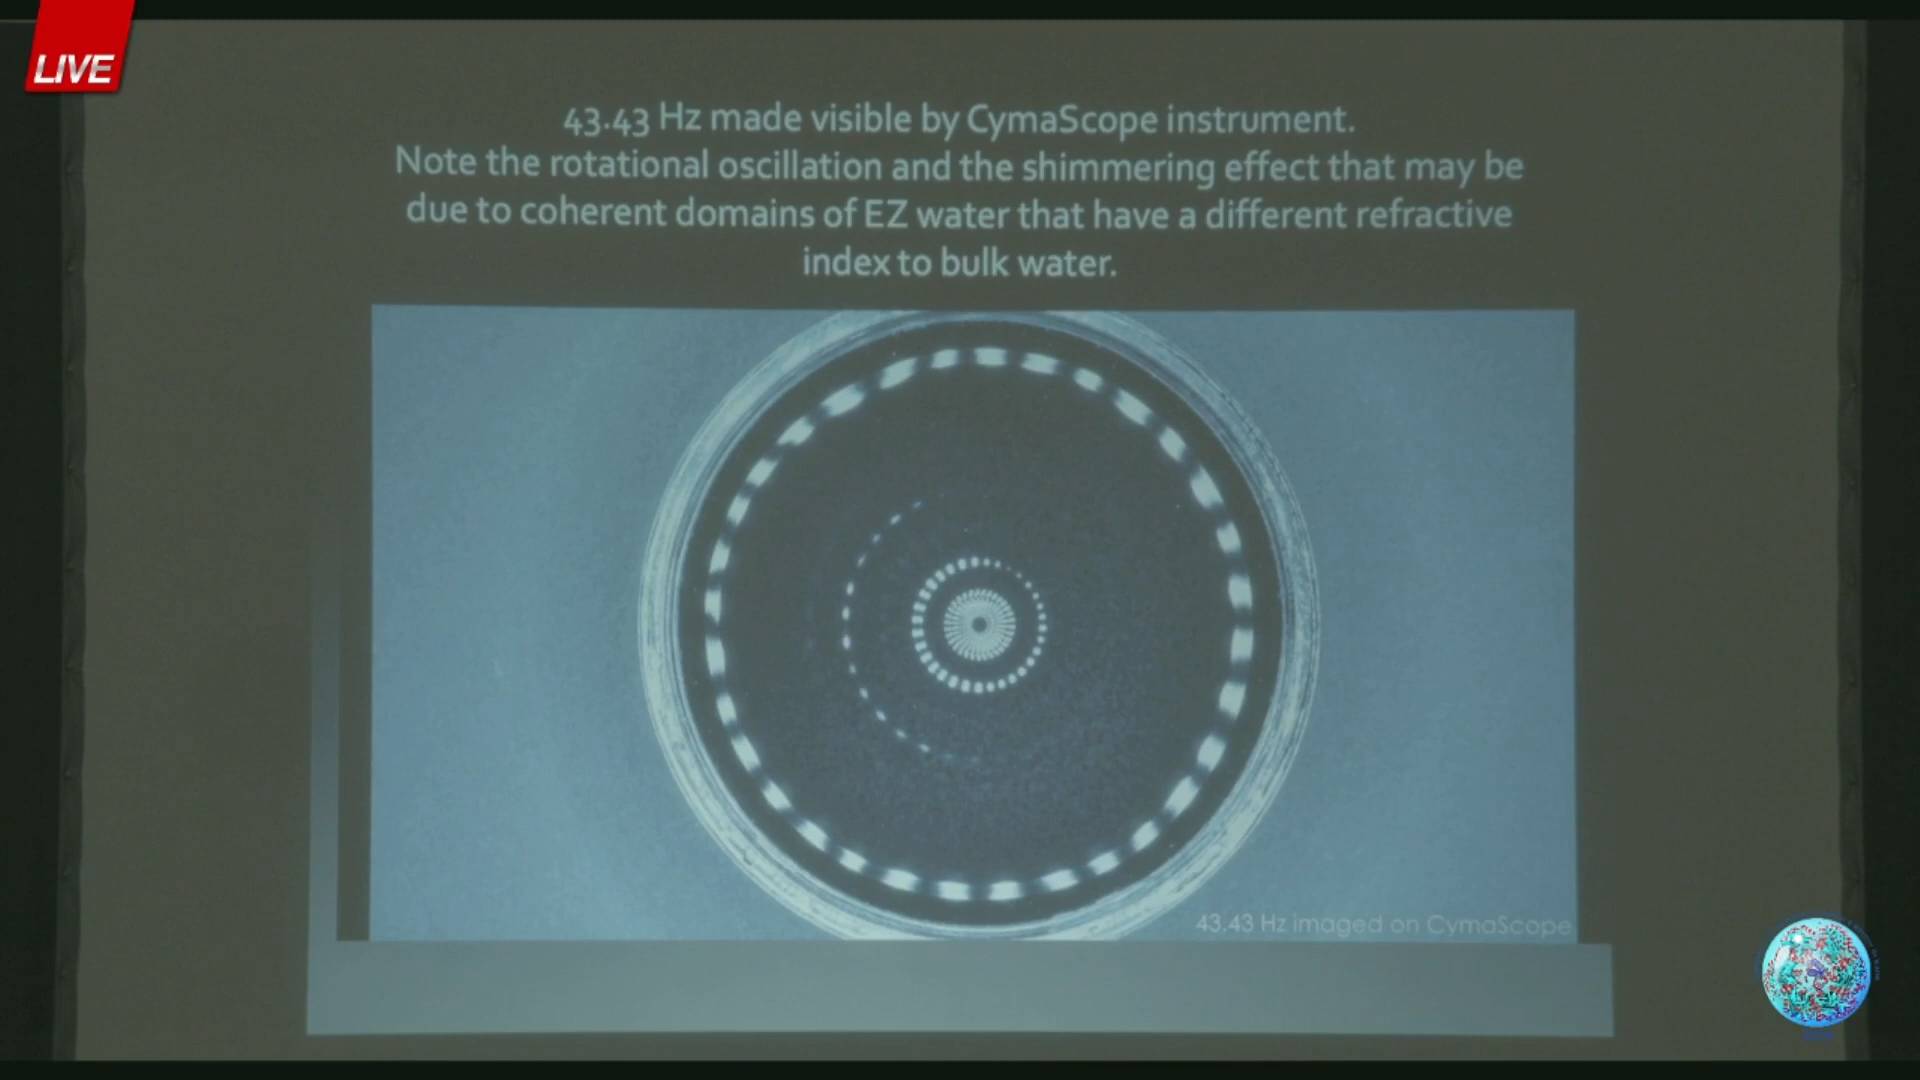 LIVE
43.43 Hz made visible by CymaScope instrument.
Note the rotational oscillation and the shimmering effect that may be
due to coherent domains of EZ water that have a different refractive
index to bulk water.
43.43 Hz imaged on CymaScope